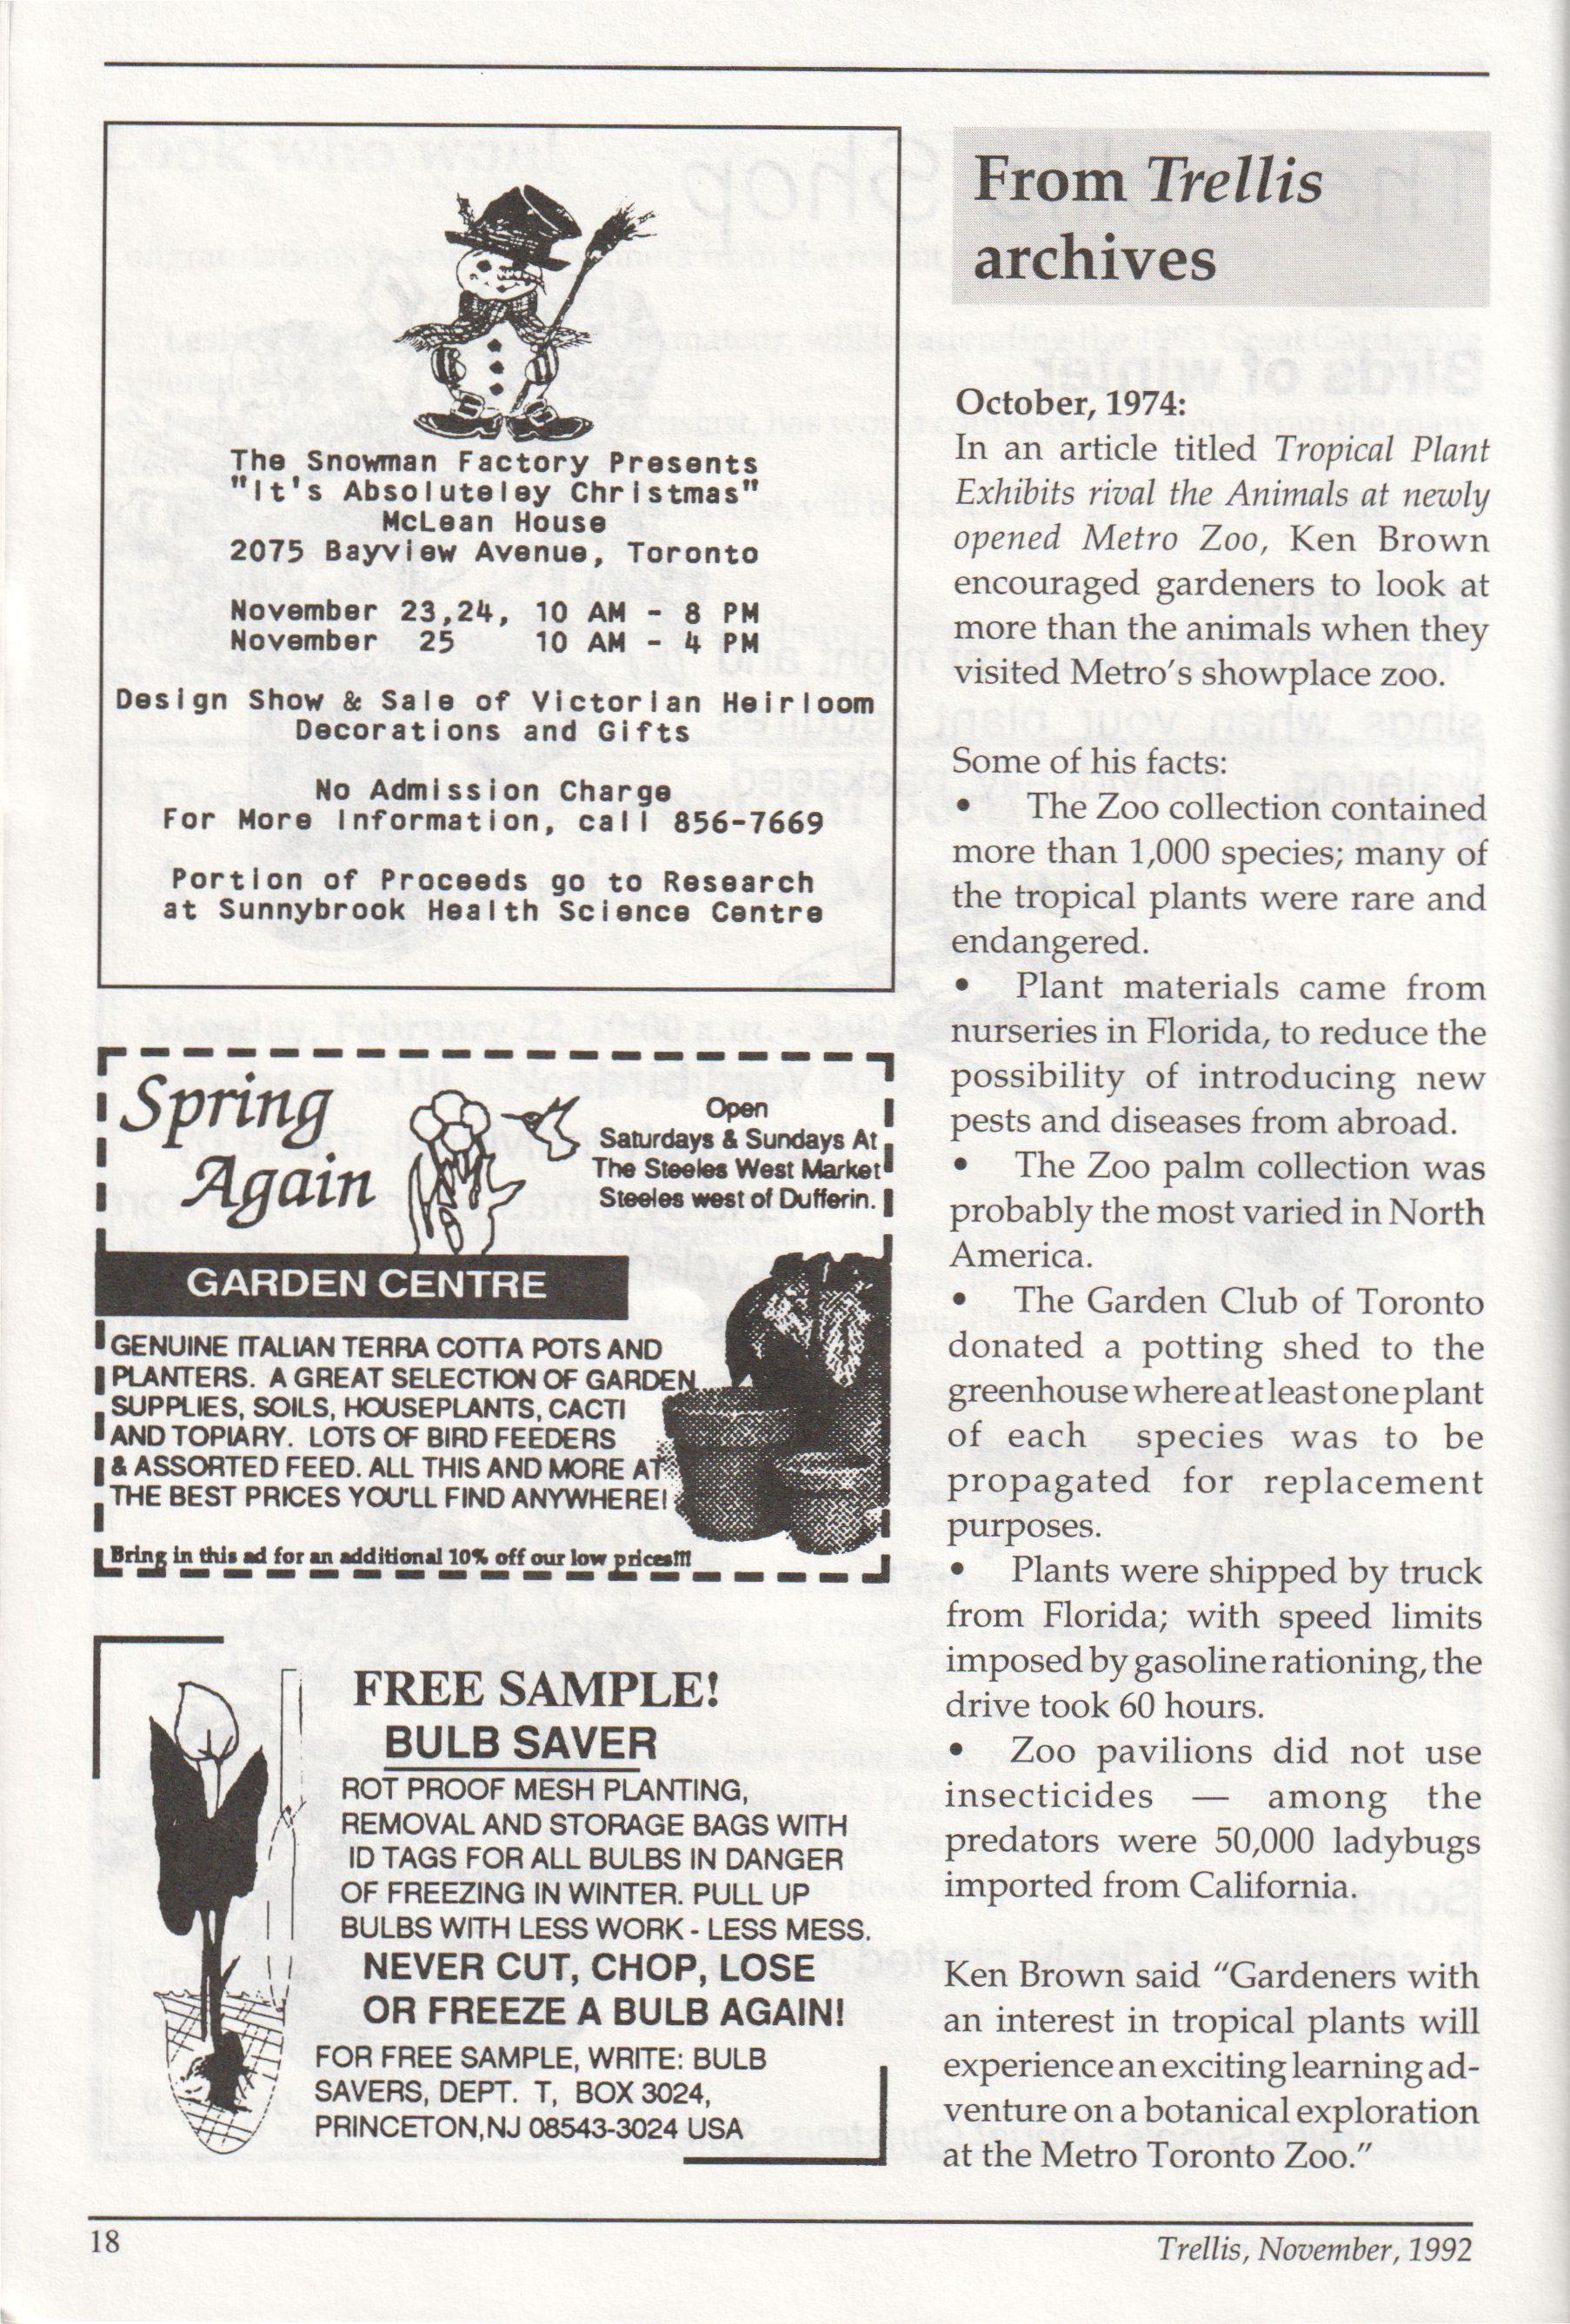 The Snowman Factory Presents
"It's Absoluteley Christmas"
McLean House
2075 Bayview Avenue, Toronto
November 23,24, 10 AM - 8 PM
November 25 10 AM - 4 PM
Design Show & Sale of Victorian Heirloom
Decorations and Gifts
No Admission Charge
For More Information, call 856-7669
Portion of Proceeds go to Research
at Sunnybrook Health Science Centre
Spring
Again
Open
Saturdays & Sundays At
The Steeles West Market
Steeles west of Dufferin.
GARDEN CENTRE
GENUINE ITALIAN TERRA COTTA POTS AND
PLANTERS. A GREAT SELECTION OF GARDEN
SUPPLIES, SOILS, HOUSEPLANTS, CACTI
AND TOPIARY. LOTS OF BIRD FEEDERS
& ASSORTED FEED. ALL THIS AND MORE AT
THE BEST PRICES YOU'LL FIND ANYWHERE!
Bring in this ad for an additional 10% off our low prices!!!
FREE SAMPLE!
BULB SAVER
ROT PROOF MESH PLANTING,
REMOVAL AND STORAGE BAGS WITH
ID TAGS FOR ALL BULBS IN DANGER
OF FREEZING IN WINTER. PULL UP
BULBS WITH LESS WORK - LESS MESS.
NEVER CUT, CHOP, LOSE
OR FREEZE A BULB AGAIN!
FOR FREE SAMPLE, WRITE: BULB
SAVERS, DEPT. T, BOX 3024,
PRINCETON,NJ 08543-3024 USA
From Trellis
archives
October, 1974:
In an article titled Tropical Plant
Exhibits rival the Animals at newly
opened Metro Zoo, Ken Brown
encouraged gardeners to look at
more than the animals when they
visited Metro's showplace zoo.
Some of his facts:
• The Zoo collection contained
more than 1,000 species; many of
the tropical plants were rare and
endangered.
• Plant materials came from
nurseries in Florida, to reduce the
possibility of introducing new
pests and diseases from abroad.
• The Zoo palm collection was
probably the most varied in North
America.
• The Garden Club of Toronto
donated a potting shed to the
greenhouse where at least one plant
of each species was to be
propagated for replacement
purposes.
• Plants were shipped by truck
from Florida; with speed limits
imposed by gasoline rationing, the
drive took 60 hours.
• Zoo pavilions did not use
insecticides — among the
predators were 50,000 ladybugs
imported from California.
Ken Brown said “Gardeners with
an interest in tropical plants will
experience an exciting learning ad-
venture on a botanical exploration
at the Metro Toronto Zoo.”
18
Trellis, November, 1992